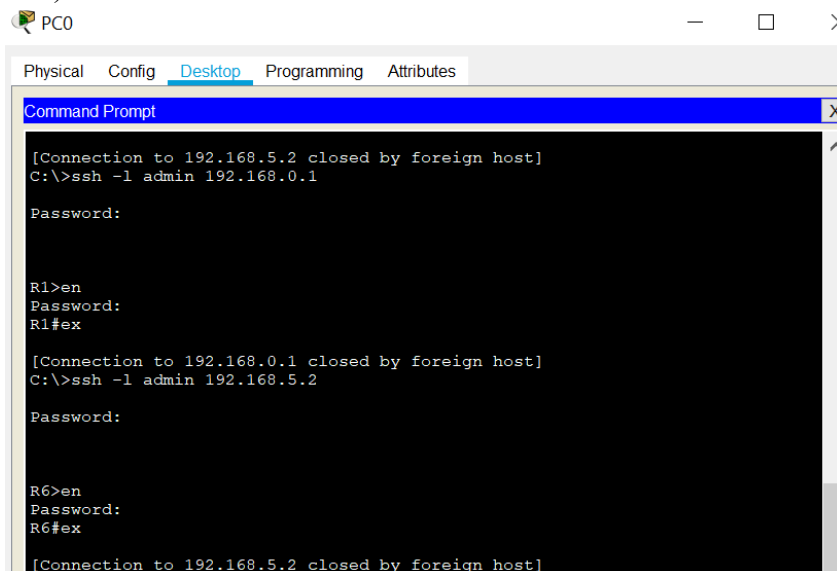 PC0
Physical Config Desktop Programming Attributes
Command Prompt
X
[Connection to 192.168.5.2 closed by foreign host]
C:\>ssh -l admin 192.168.0.1
Password:
R1>en
Password:
R1#ex
[Connection to 192.168.0.1 closed by foreign host]
C:\>ssh -l admin 192.168.5.2
Password:
R6>en
Password:
R6#ex
[Connection to 192.168.5.2 closed by foreign host]